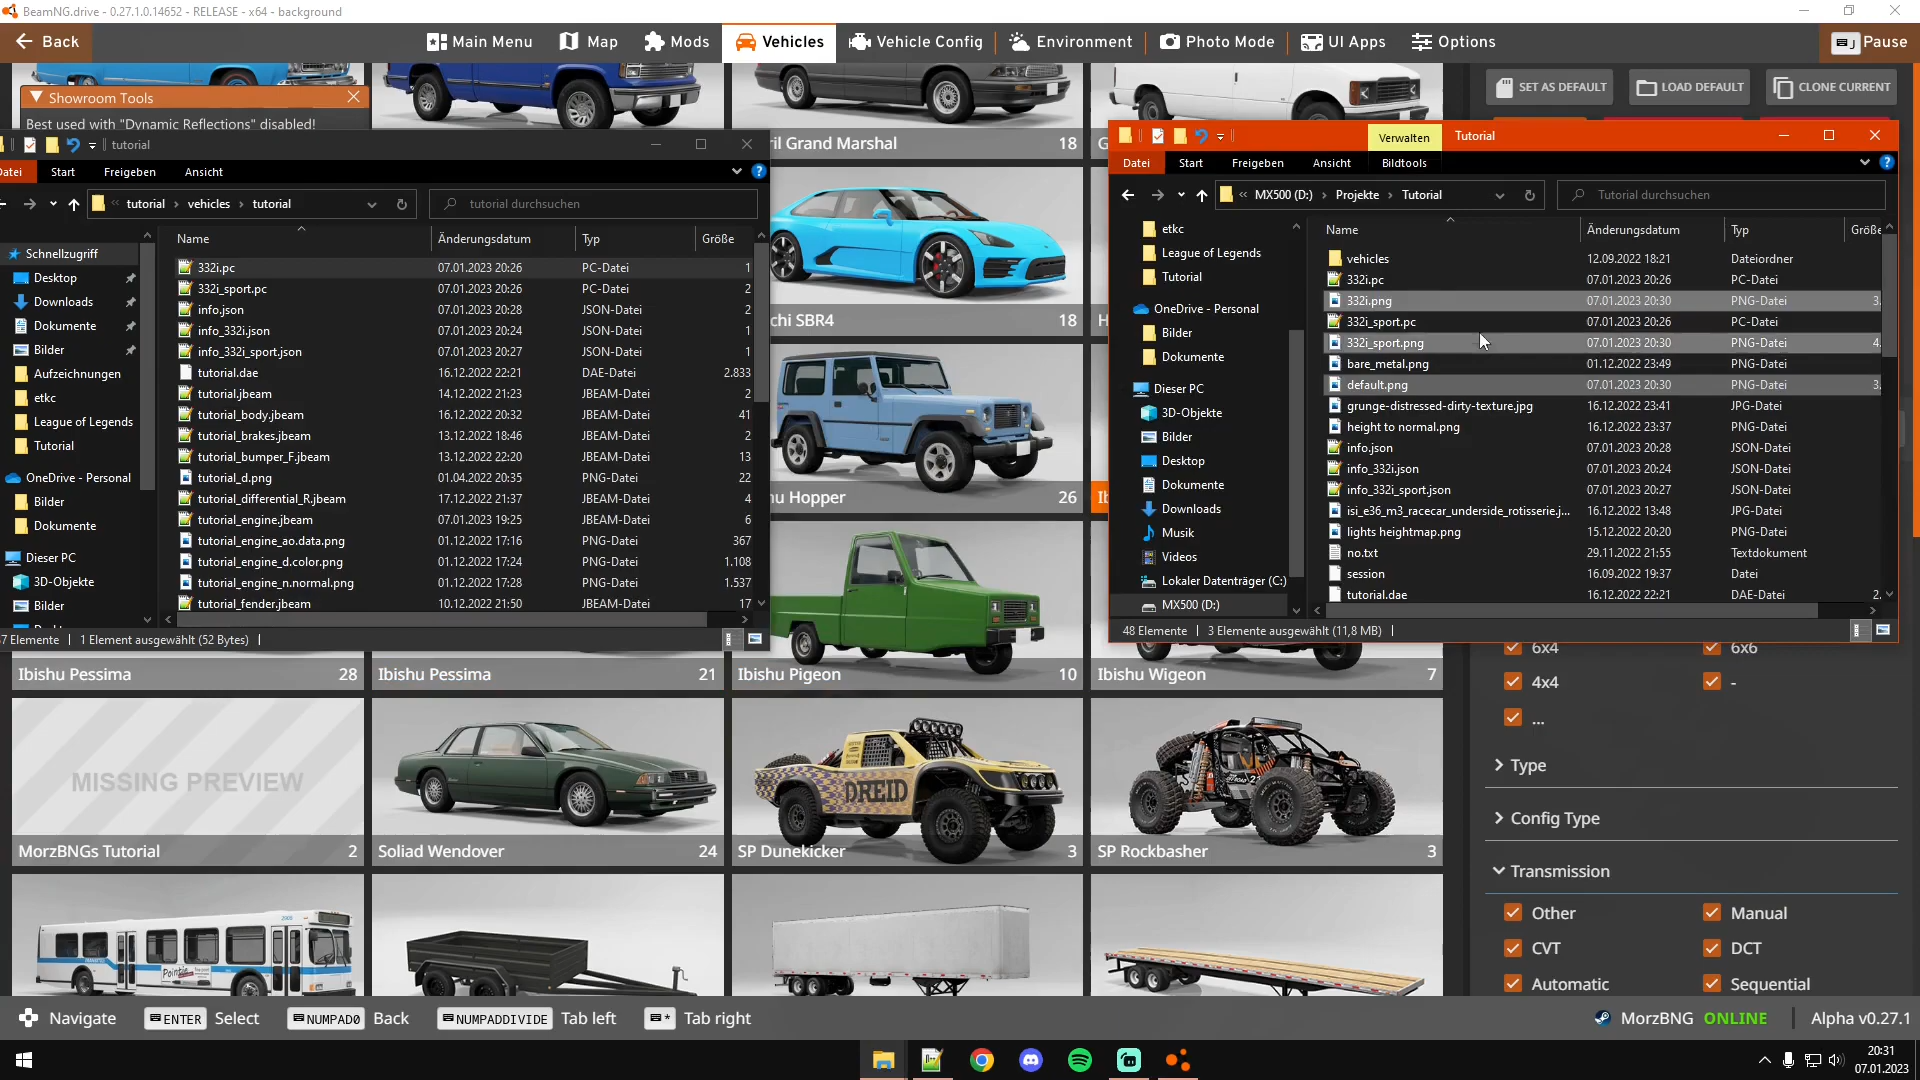 BeamNG.drive - 0.27.1.0.14652 - RELEASE - x64 - background
Back
Main Menu
Map
Mods
Vehicles
Vehicle Config
Environment
Photo Mode
UI Apps
Options
J
Pause
SET AS DEFAULT
LOAD DEFAULT
CLONE CURRENT
Showroom Tools
Best used with "Dynamic Reflections" disabled!
tutorial
Datei
Start
Freigeben
Ansicht
tutorial
vehicles
tutorial
tutorial durchsuchen
Name Änderungsdatum Typ Größe
Schnellzugriff
Desktop
Downloads
Dokumente
Bilder
Aufzeichnungen
etkc
League of Legends
Tutorial
OneDrive - Personal
Bilder
Dokumente
Dieser PC
3D-Objekte
Bilder
332i.pc 07.01.2023 20:26 PC-Datei 1
332i_sport.pc 07.01.2023 20:26 PC-Datei 2
info.json 07.01.2023 20:28 JSON-Datei 2
info_332i.json 07.01.2023 20:24 JSON-Datei 1
info_332i_sport.json 07.01.2023 20:27 JSON-Datei 1
tutorial.dae 16.12.2022 22:21 DAE-Datei 2.833
tutorial.jbeam 14.12.2022 21:23 JBEAM-Datei 2
tutorial_body.jbeam 16.12.2022 20:32 JBEAM-Datei 41
tutorial_brakes.jbeam 13.12.2022 18:46 JBEAM-Datei 2
tutorial_bumper_F.jbeam 13.12.2022 22:20 JBEAM-Datei 13
tutorial_d.png 01.04.2022 20:35 PNG-Datei 22
tutorial_differential_R.jbeam 17.12.2022 21:37 JBEAM-Datei 4
tutorial_engine.jbeam 07.01.2023 19:25 JBEAM-Datei 6
tutorial_engine_ao.data.png 01.12.2022 17:16 PNG-Datei 367
tutorial_engine_d.color.png 01.12.2022 17:24 PNG-Datei 1.108
tutorial_engine_n.normal.png 01.12.2022 17:28 PNG-Datei 1.537
tutorial_fender.jbeam 10.12.2022 21:50 JBEAM-Datei 17
7 Elemente
1 Element ausgewählt (52 Bytes)
Verwalten
Tutorial
Datei
Start
Freigeben
Ansicht
Bildtools
MX500 (D:)
Projekte
Tutorial
Tutorial durchsuchen
Name Änderungsdatum Typ Größe
etkc
League of Legends
Tutorial
OneDrive - Personal
Bilder
Dokumente
Dieser PC
3D-Objekte
Bilder
Desktop
Dokumente
Downloads
Musik
Videos
Lokaler Datenträger (C:)
MX500 (D:)
vehicles 12.09.2022 18:21 Dateiordner
332i.pc 07.01.2023 20:26 PC-Datei
332i.png 07.01.2023 20:30 PNG-Datei 3.
332i_sport.pc 07.01.2023 20:26 PC-Datei
332i_sport.png 07.01.2023 20:30 PNG-Datei 4.
bare_metal.png 01.12.2022 23:49 PNG-Datei
default.png 07.01.2023 20:30 PNG-Datei 3.
grunge-distressed-dirty-texture.jpg 16.12.2022 23:41 JPG-Datei
height to normal.png 16.12.2022 23:37 PNG-Datei
info.json 07.01.2023 20:28 JSON-Datei
info_332i.json 07.01.2023 20:24 JSON-Datei
info_332i_sport.json 07.01.2023 20:27 JSON-Datei
isi_e36_m3_racecar_underside_rotisserie.j... 16.12.2022 13:48 JPG-Datei
lights heightmap.png 15.12.2022 20:20 PNG-Datei
no.txt 29.11.2022 21:55 Textdokument
session 16.09.2022 19:37 Datei
tutorial.dae 16.12.2022 22:21 DAE-Datei 2.
48 Elemente
3 Elemente ausgewählt (11,8 MB)
ril Grand Marshal 18
chi SBR4 18
hu Hopper 26
Ibishu Pessima 28
Ibishu Pessima 21
Ibishu Pigeon 10
Ibishu Wigeon 7
MISSING PREVIEW
MorzBNGs Tutorial 2
Soliad Wendover 24
DREID
SP Dunekicker 3
SP Rockbasher 3
6x4
6x6
4x4
-
...
Type
Config Type
Transmission
Other
Manual
CVT
DCT
Automatic
Sequential
Navigate
ENTER Select
NUMPAD0 Back
NUMPADDIVIDE Tab left
* Tab right
MorzBNG ONLINE
Alpha v0.27.1
20:31
07.01.2023